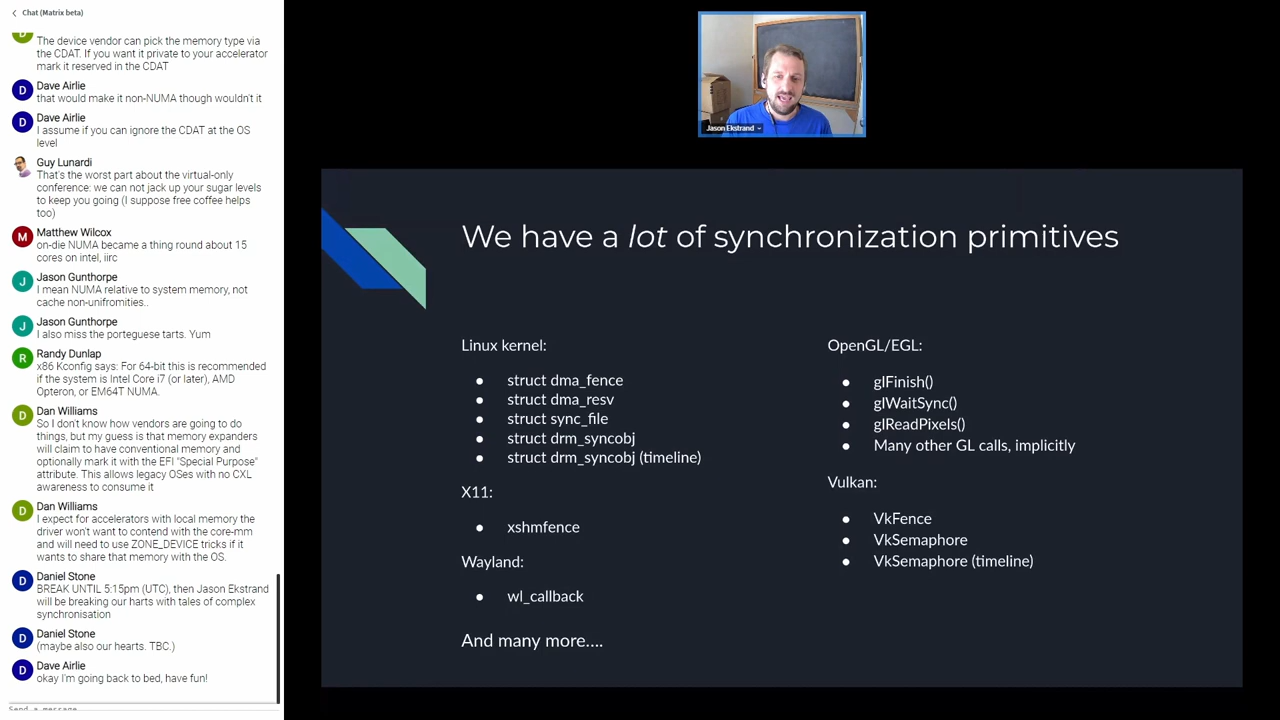 Chat (Matrix beta)
The device vendor can pick the memory type via
the CDAT. If you want it private to your accelerator
mark it reserved in the CDAT
D
Dave Airlie
that would make it non-NUMA though wouldn't it
D
Dave Airlie
I assume if you can ignore the CDAT at the OS
level
Guy Lunardi
That's the worst part about the virtual-only
conference: we can not jack up your sugar levels
to keep you going (I suppose free coffee helps
too)
M
Matthew Wilcox
on-die NUMA became a thing round about 15
cores on intel, iirc
J
Jason Gunthorpe
I mean NUMA relative to system memory, not
cache non-unifromities..
J
Jason Gunthorpe
I also miss the porteguese tarts. Yum
R
Randy Dunlap
x86 Kconfig says: For 64-bit this is recommended
if the system is Intel Core i7 (or later), AMD
Opteron, or EM64T NUMA.
D
Dan Williams
So I don't know how vendors are going to do
things, but my guess is that memory expanders
will claim to have conventional memory and
optionally mark it with the EFI "Special Purpose"
attribute. This allows legacy OSes with no CXL
awareness to consume it
D
Dan Williams
I expect for accelerators with local memory the
driver won't want to contend with the core-mm
and will need to use ZONE_DEVICE tricks if it
wants to share that memory with the OS.
D
Daniel Stone
BREAK UNTIL 5:15pm (UTC), then Jason Ekstrand
will be breaking our harts with tales of complex
synchronisation
D
Daniel Stone
(maybe also our hearts. TBC.)
D
Dave Airlie
okay I'm going back to bed, have fun!
Send a message
Jason Ekstrand
We have a lot of synchronization primitives
Linux kernel:
● struct dma_fence
● struct dma_resv
● struct sync_file
● struct drm_syncobj
● struct drm_syncobj (timeline)
X11:
● xshmfence
Wayland:
● wl_callback
And many more....
OpenGL/EGL:
● glFinish()
● glWaitSync()
● glReadPixels()
● Many other GL calls, implicitly
Vulkan:
● VkFence
● VkSemaphore
● VkSemaphore (timeline)